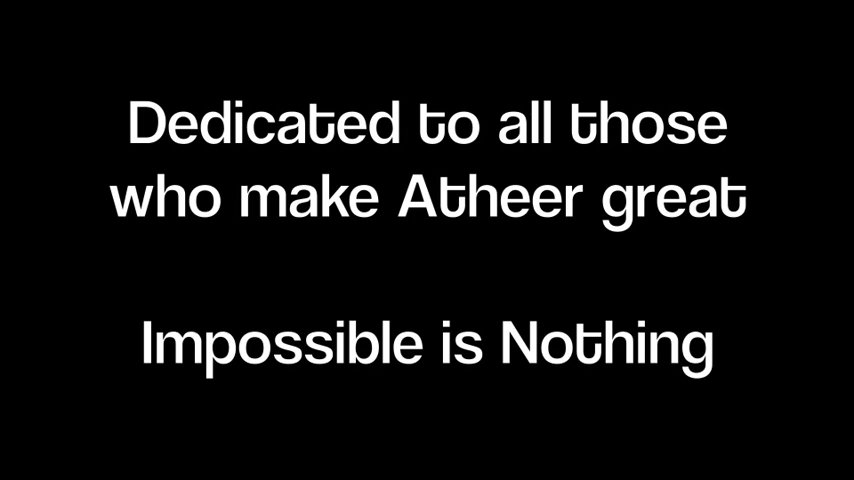 Dedicated to all those
who make Atheer great
Impossible is Nothing